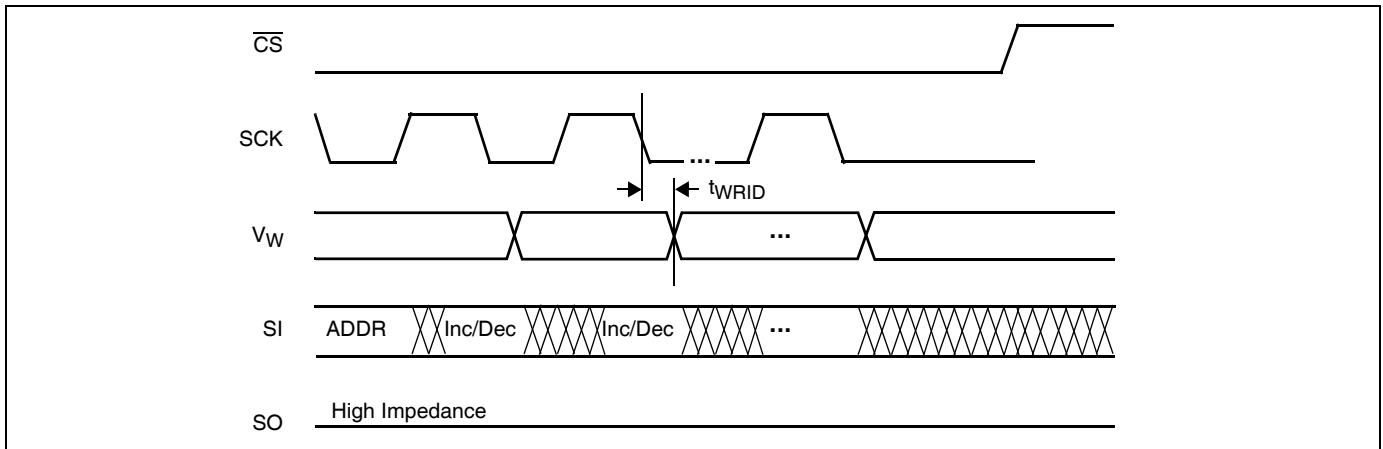 CS
SCK
...
tWRID
VW
...
SI ADDR Inc/Dec Inc/Dec ...
SO High Impedance